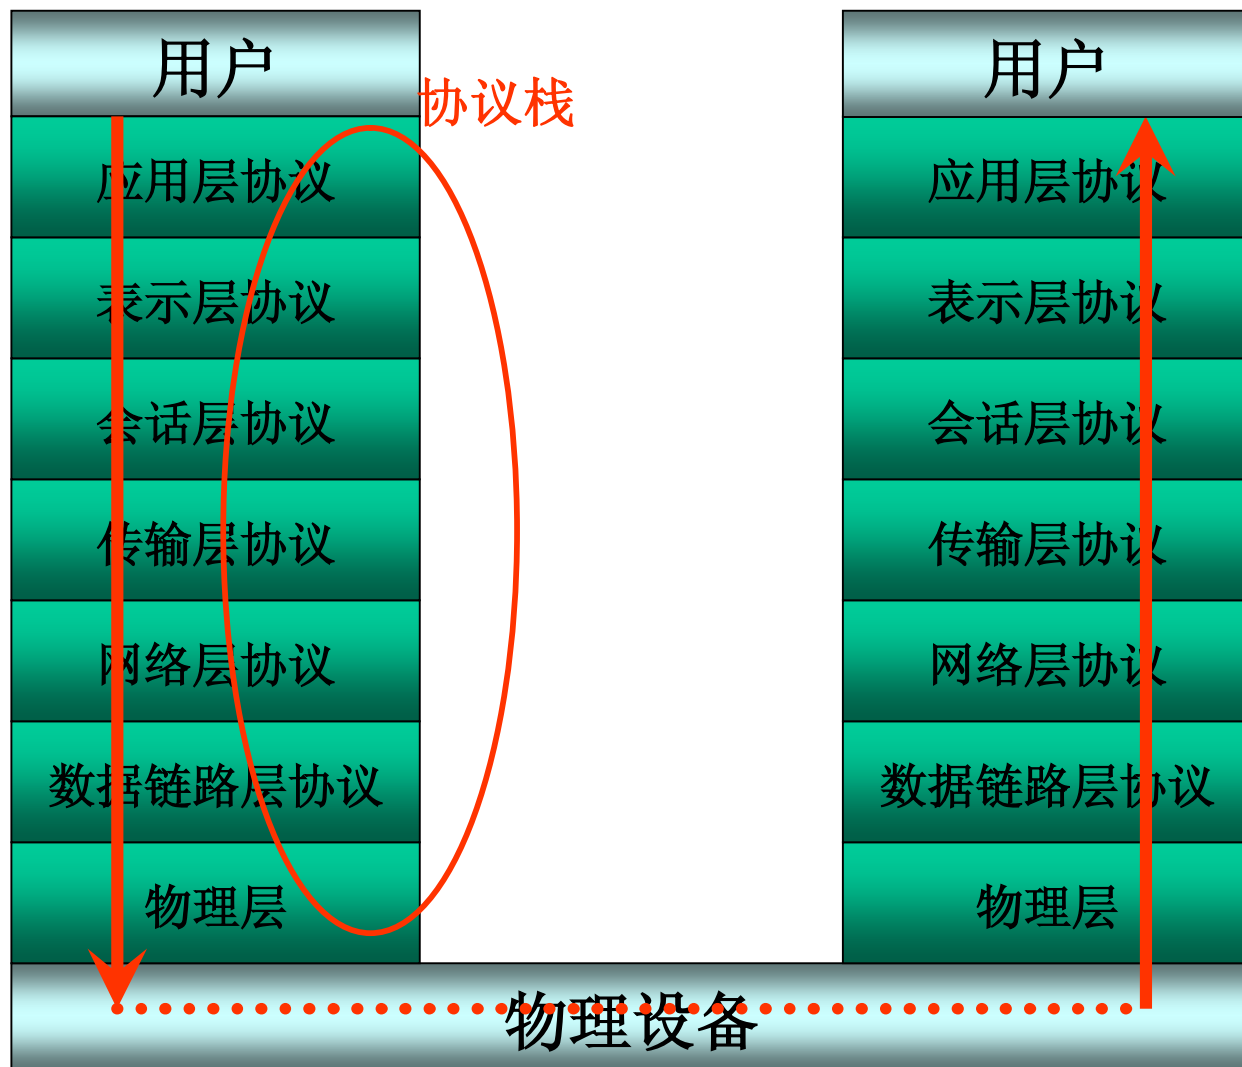 用户
协议栈
应用层协议
表示层协议
会话层协议
传输层协议
网络层协议
数据链路层协议
物理层
用户
应用层协议
表示层协议
会话层协议
传输层协议
网络层协议
数据链路层协议
物理层
物理设备